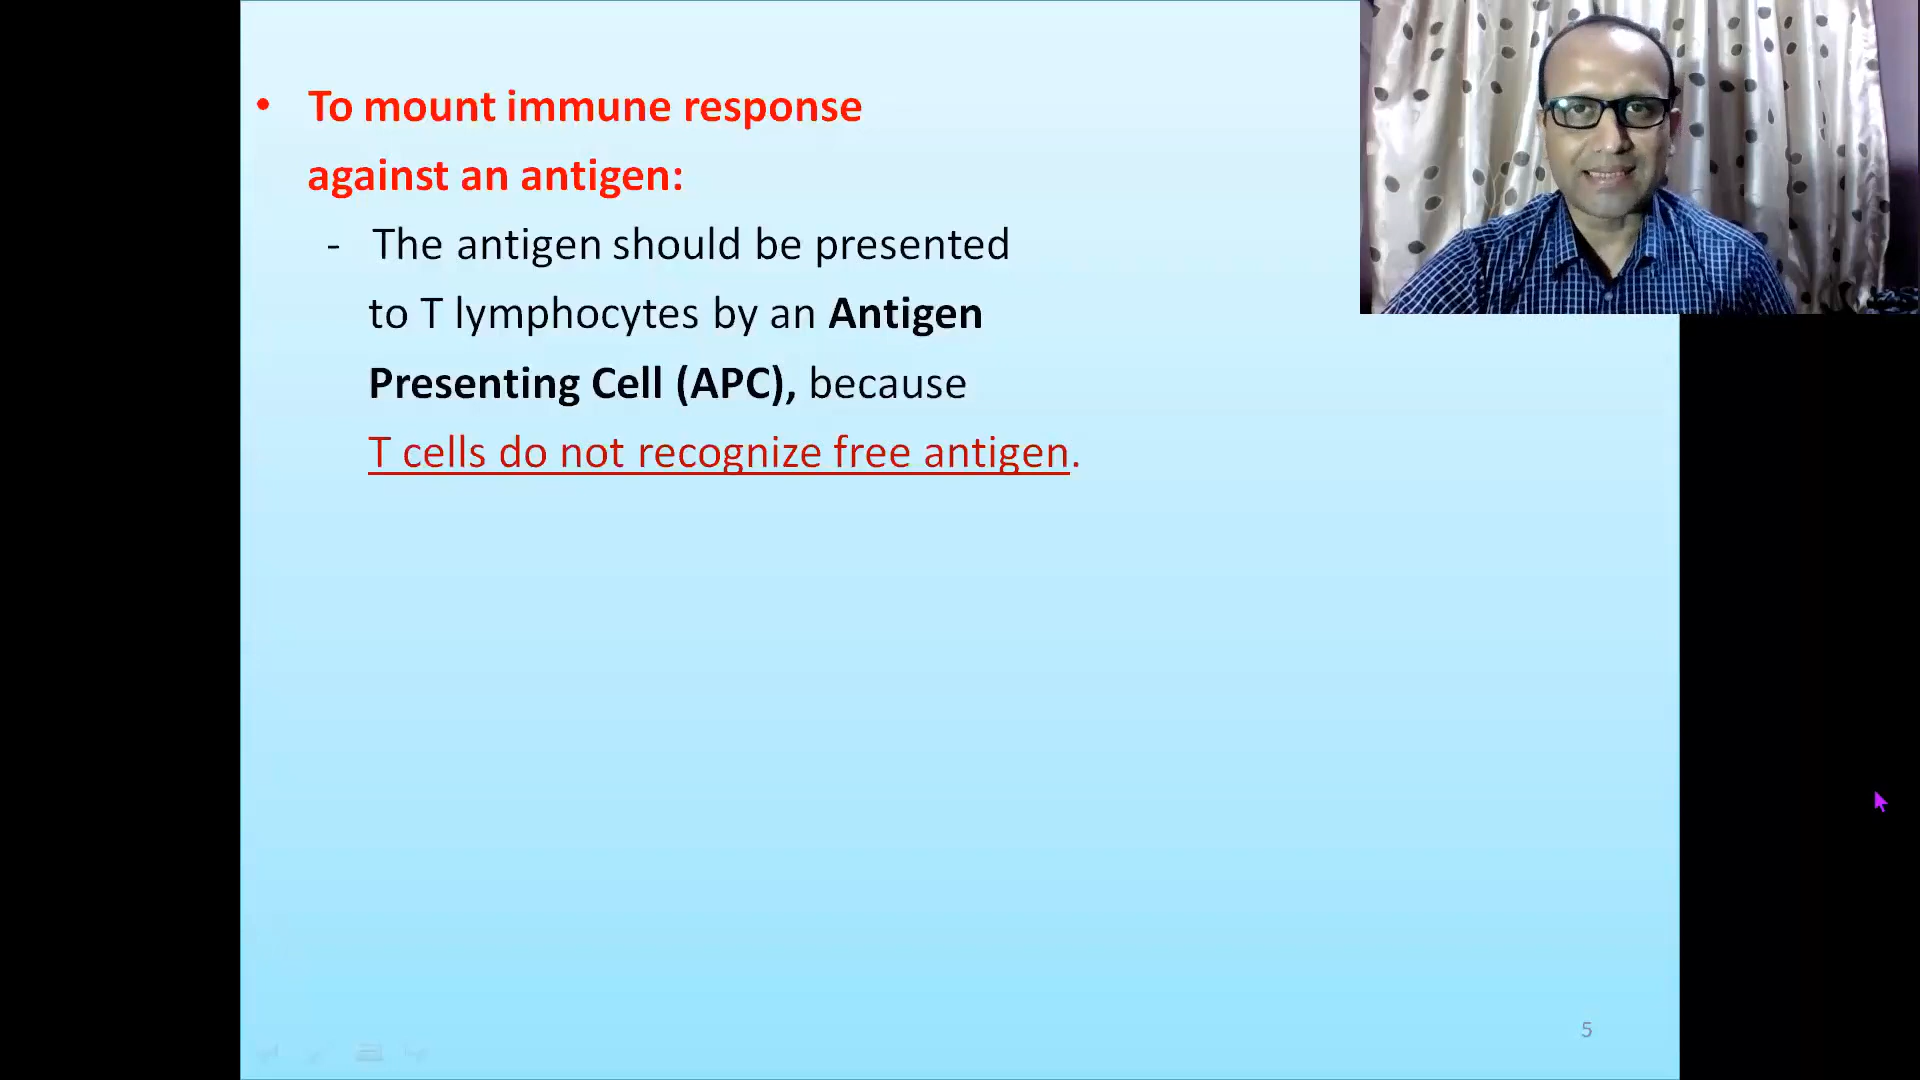 • To mount immune response
against an antigen:
- The antigen should be presented
to T lymphocytes by an Antigen
Presenting Cell (APC), because
T cells do not recognize free antigen.
5